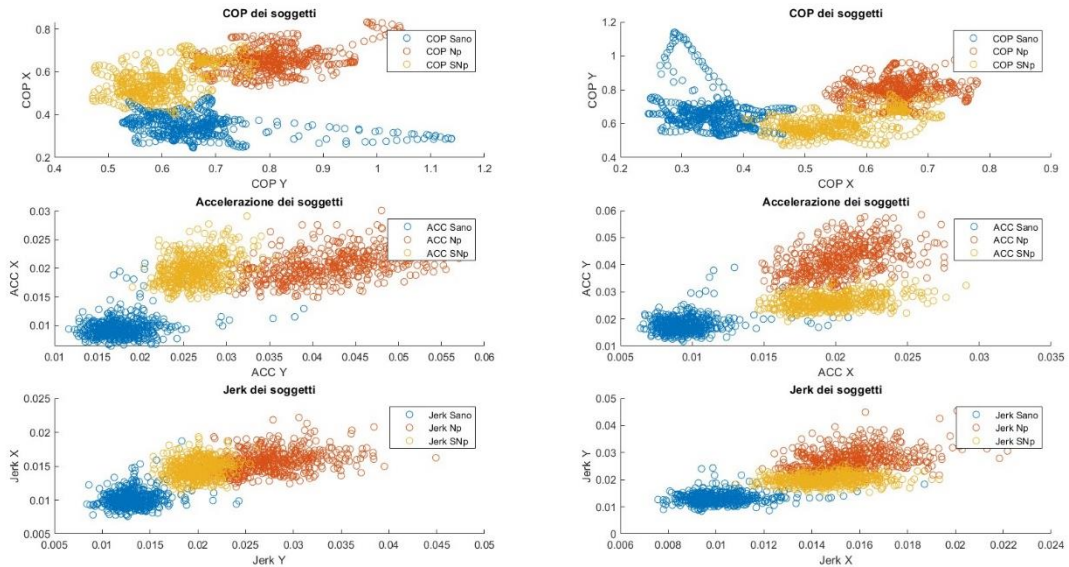 COP dei soggetti
COP X
0.8
0.6
0.4
0.2
COP Sano
COP Np
COP SNp
0.4 0.5 0.6 0.7 0.8 0.9 1 1.1 1.2
COP Y
COP dei soggetti
COP Y
1.2
1
0.8
0.6
0.4
COP Sano
COP Np
COP SNp
0.2 0.3 0.4 0.5 0.6 0.7 0.8 0.9
COP X
Accelerazione dei soggetti
ACC X
0.03
0.025
0.02
0.015
0.01
ACC Sano
ACC Np
ACC SNp
0.01 0.015 0.02 0.025 0.03 0.035 0.04 0.045 0.05 0.055 0.06
ACC Y
Accelerazione dei soggetti
ACC Y
0.06
0.05
0.04
0.03
0.02
0.01
ACC Sano
ACC Np
ACC SNp
0.005 0.01 0.015 0.02 0.025 0.03 0.035
ACC X
Jerk dei soggetti
Jerk X
0.025
0.02
0.015
0.01
0.005
Jerk Sano
Jerk Np
Jerk SNp
0.005 0.01 0.015 0.02 0.025 0.03 0.035 0.04 0.045 0.05
Jerk Y
Jerk dei soggetti
Jerk Y
0.05
0.04
0.03
0.02
0.01
0
Jerk Sano
Jerk Np
Jerk SNp
0.006 0.008 0.01 0.012 0.014 0.016 0.018 0.02 0.022 0.024
Jerk X